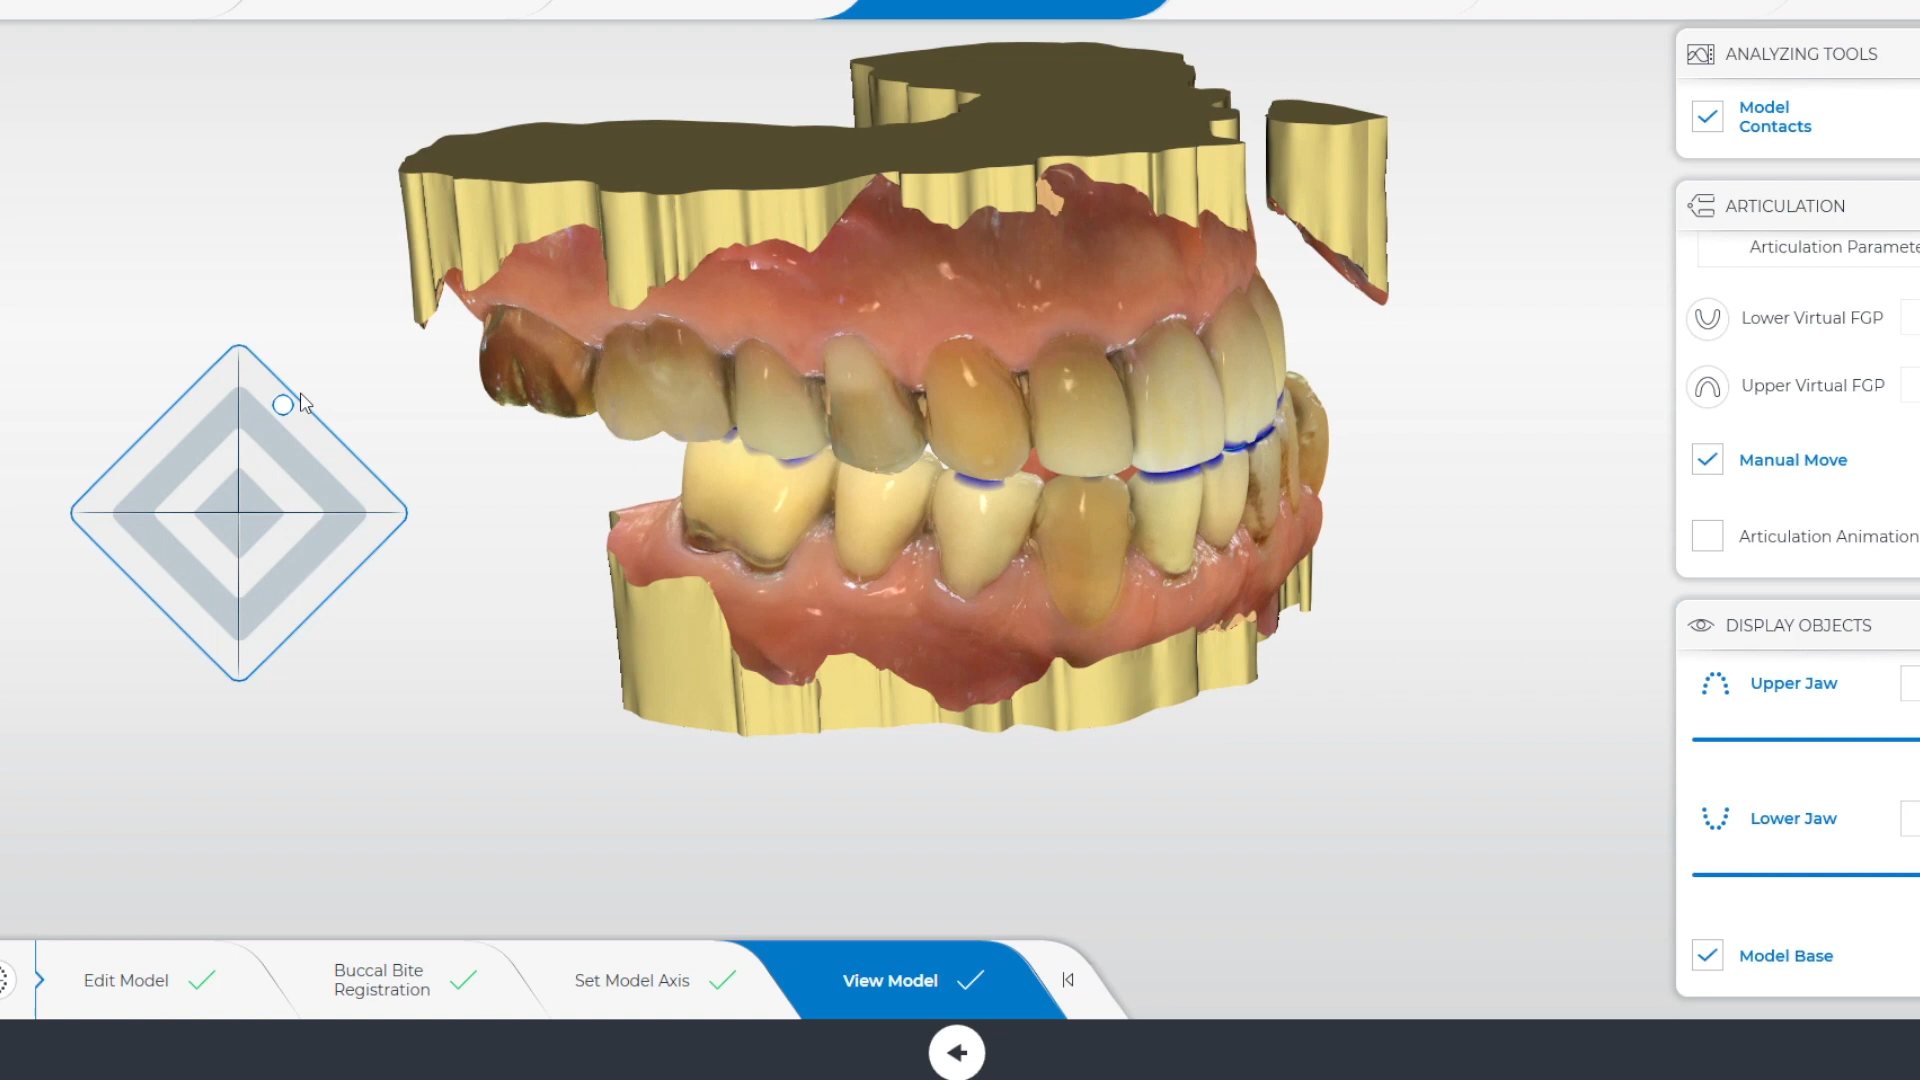 ANALYZING TOOLS
Model
Contacts
ARTICULATION
Articulation
Lower Virtual FGP
Upper Virtual FGP
Manual Move
Articulation Animation
DISPLAY OBJECTS
Upper Jaw
Lower Jaw
Model Base
Edit Model
Buccal Bite
Registration
Set Model Axis
View Model